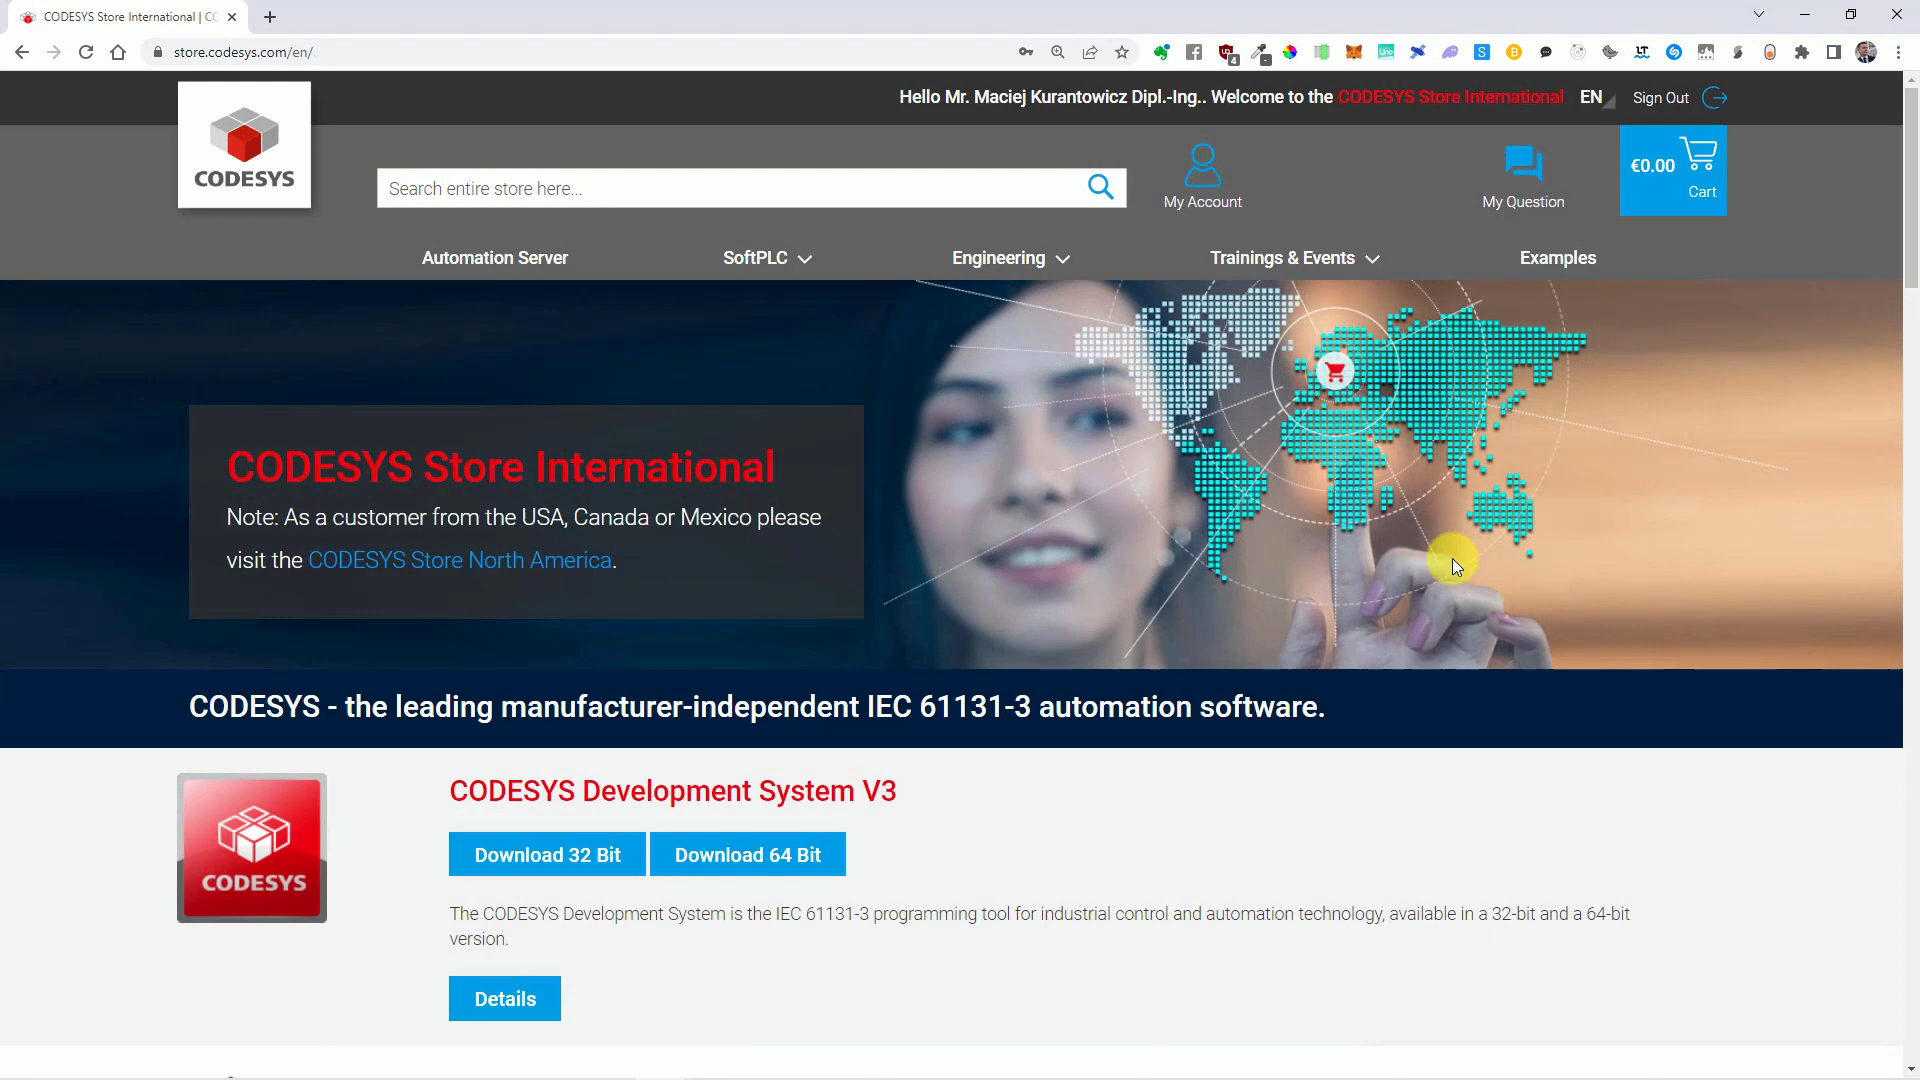 CODESYS Store International | CC
store.codesys.com/en/
Hello Mr. Maciej Kurantowicz Dipl.-Ing.. Welcome to the CODESYS Store International
EN
Sign Out
CODESYS
Search entire store here...
My Account
My Question
€0.00
Cart
Automation Server
SoftPLC
Engineering
Trainings & Events
Examples
CODESYS Store International
Note: As a customer from the USA, Canada or Mexico please
visit the CODESYS Store North America.
CODESYS - the leading manufacturer-independent IEC 61131-3 automation software.
CODESYS
CODESYS Development System V3
Download 32 Bit
Download 64 Bit
The CODESYS Development System is the IEC 61131-3 programming tool for industrial control and automation technology, available in a 32-bit and a 64-bit
version.
Details